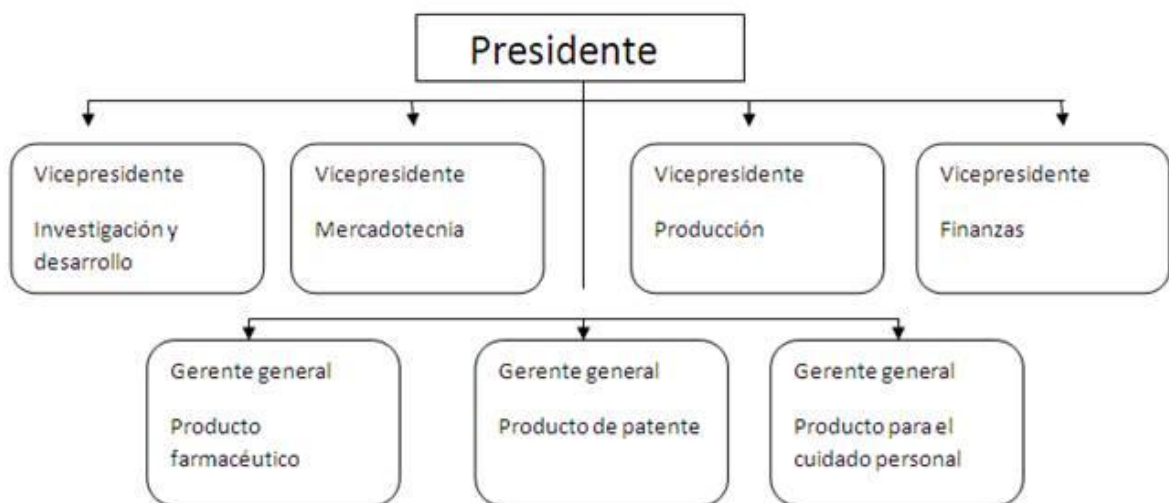 Presidente
Vicepresidente
Investigación y
desarrollo
Vicepresidente
Mercadotecnia
Vicepresidente
Producción
Vicepresidente
Finanzas
Gerente general
Producto
farmacéutico
Gerente general
Producto de patente
Gerente general
Producto para el
cuidado personal